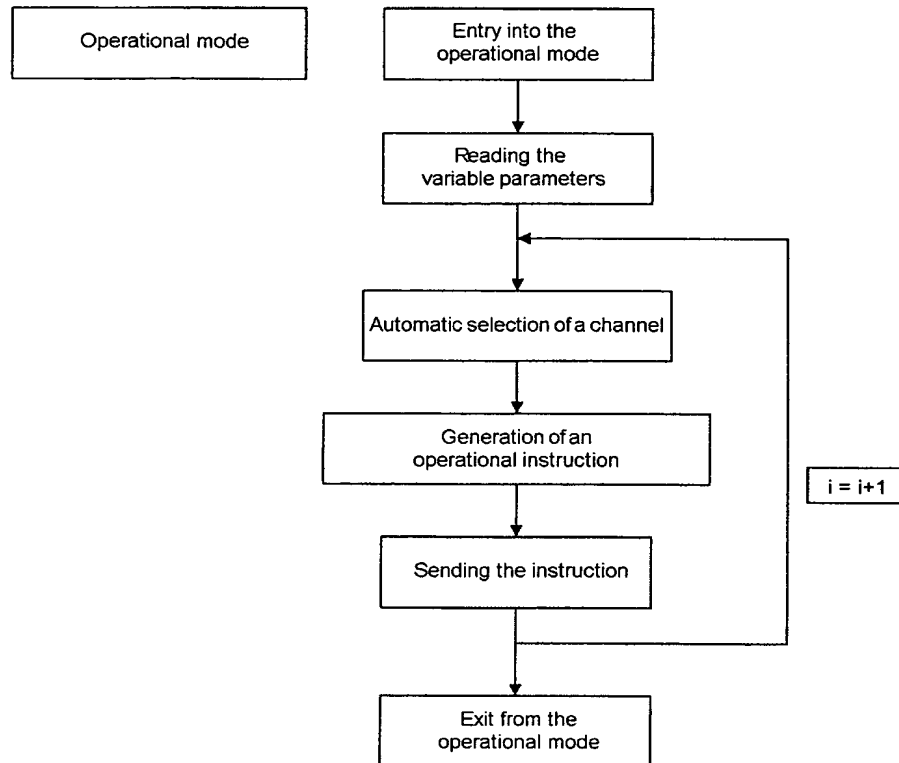 Operational mode
Entry into the
operational mode
Reading the
variable parameters
Automatic selection of a channel
Generation of an
operational instruction
i = i+1
Sending the instruction
Exit from the
operational mode